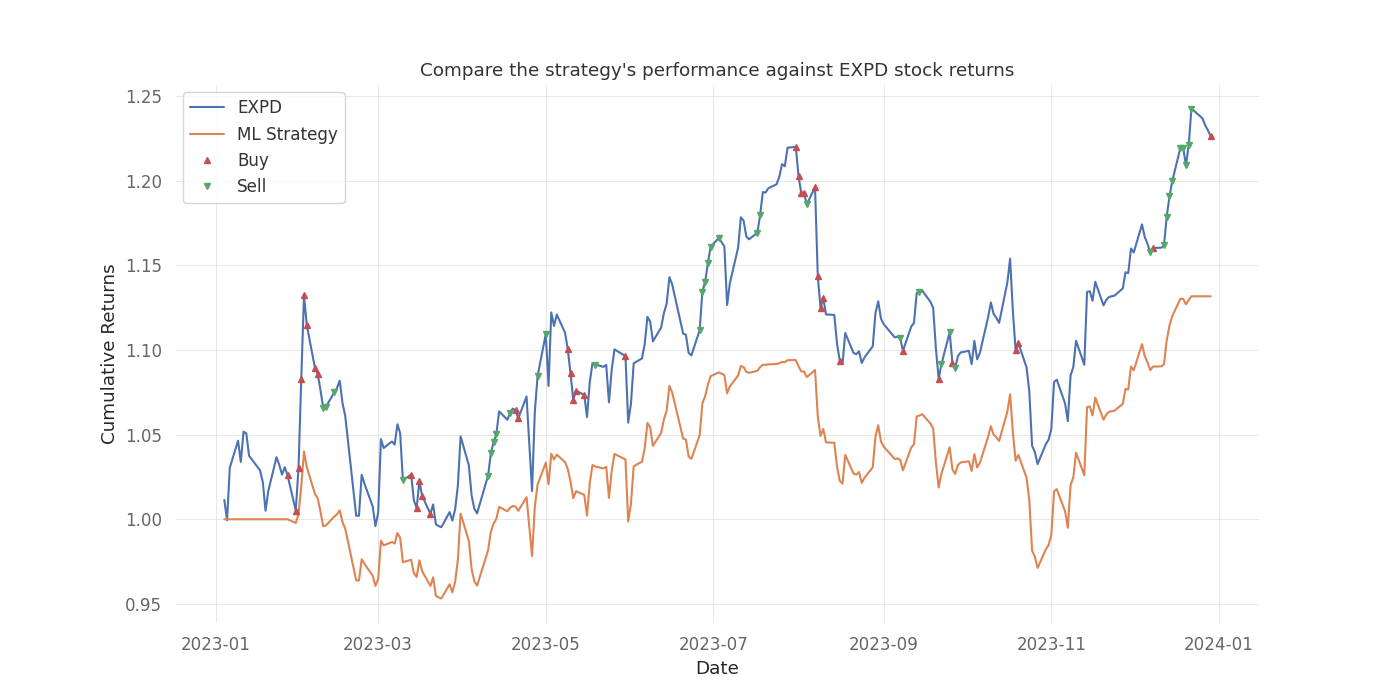 Compare the strategy's performance against EXPD stock returns
EXPD
ML Strategy
Buy
Sell
Cumulative Returns
1.25
1.20
1.15
1.10
1.05
1.00
0.95
2023-01
2023-03
2023-05
2023-07
2023-09
2023-11
2024-01
Date